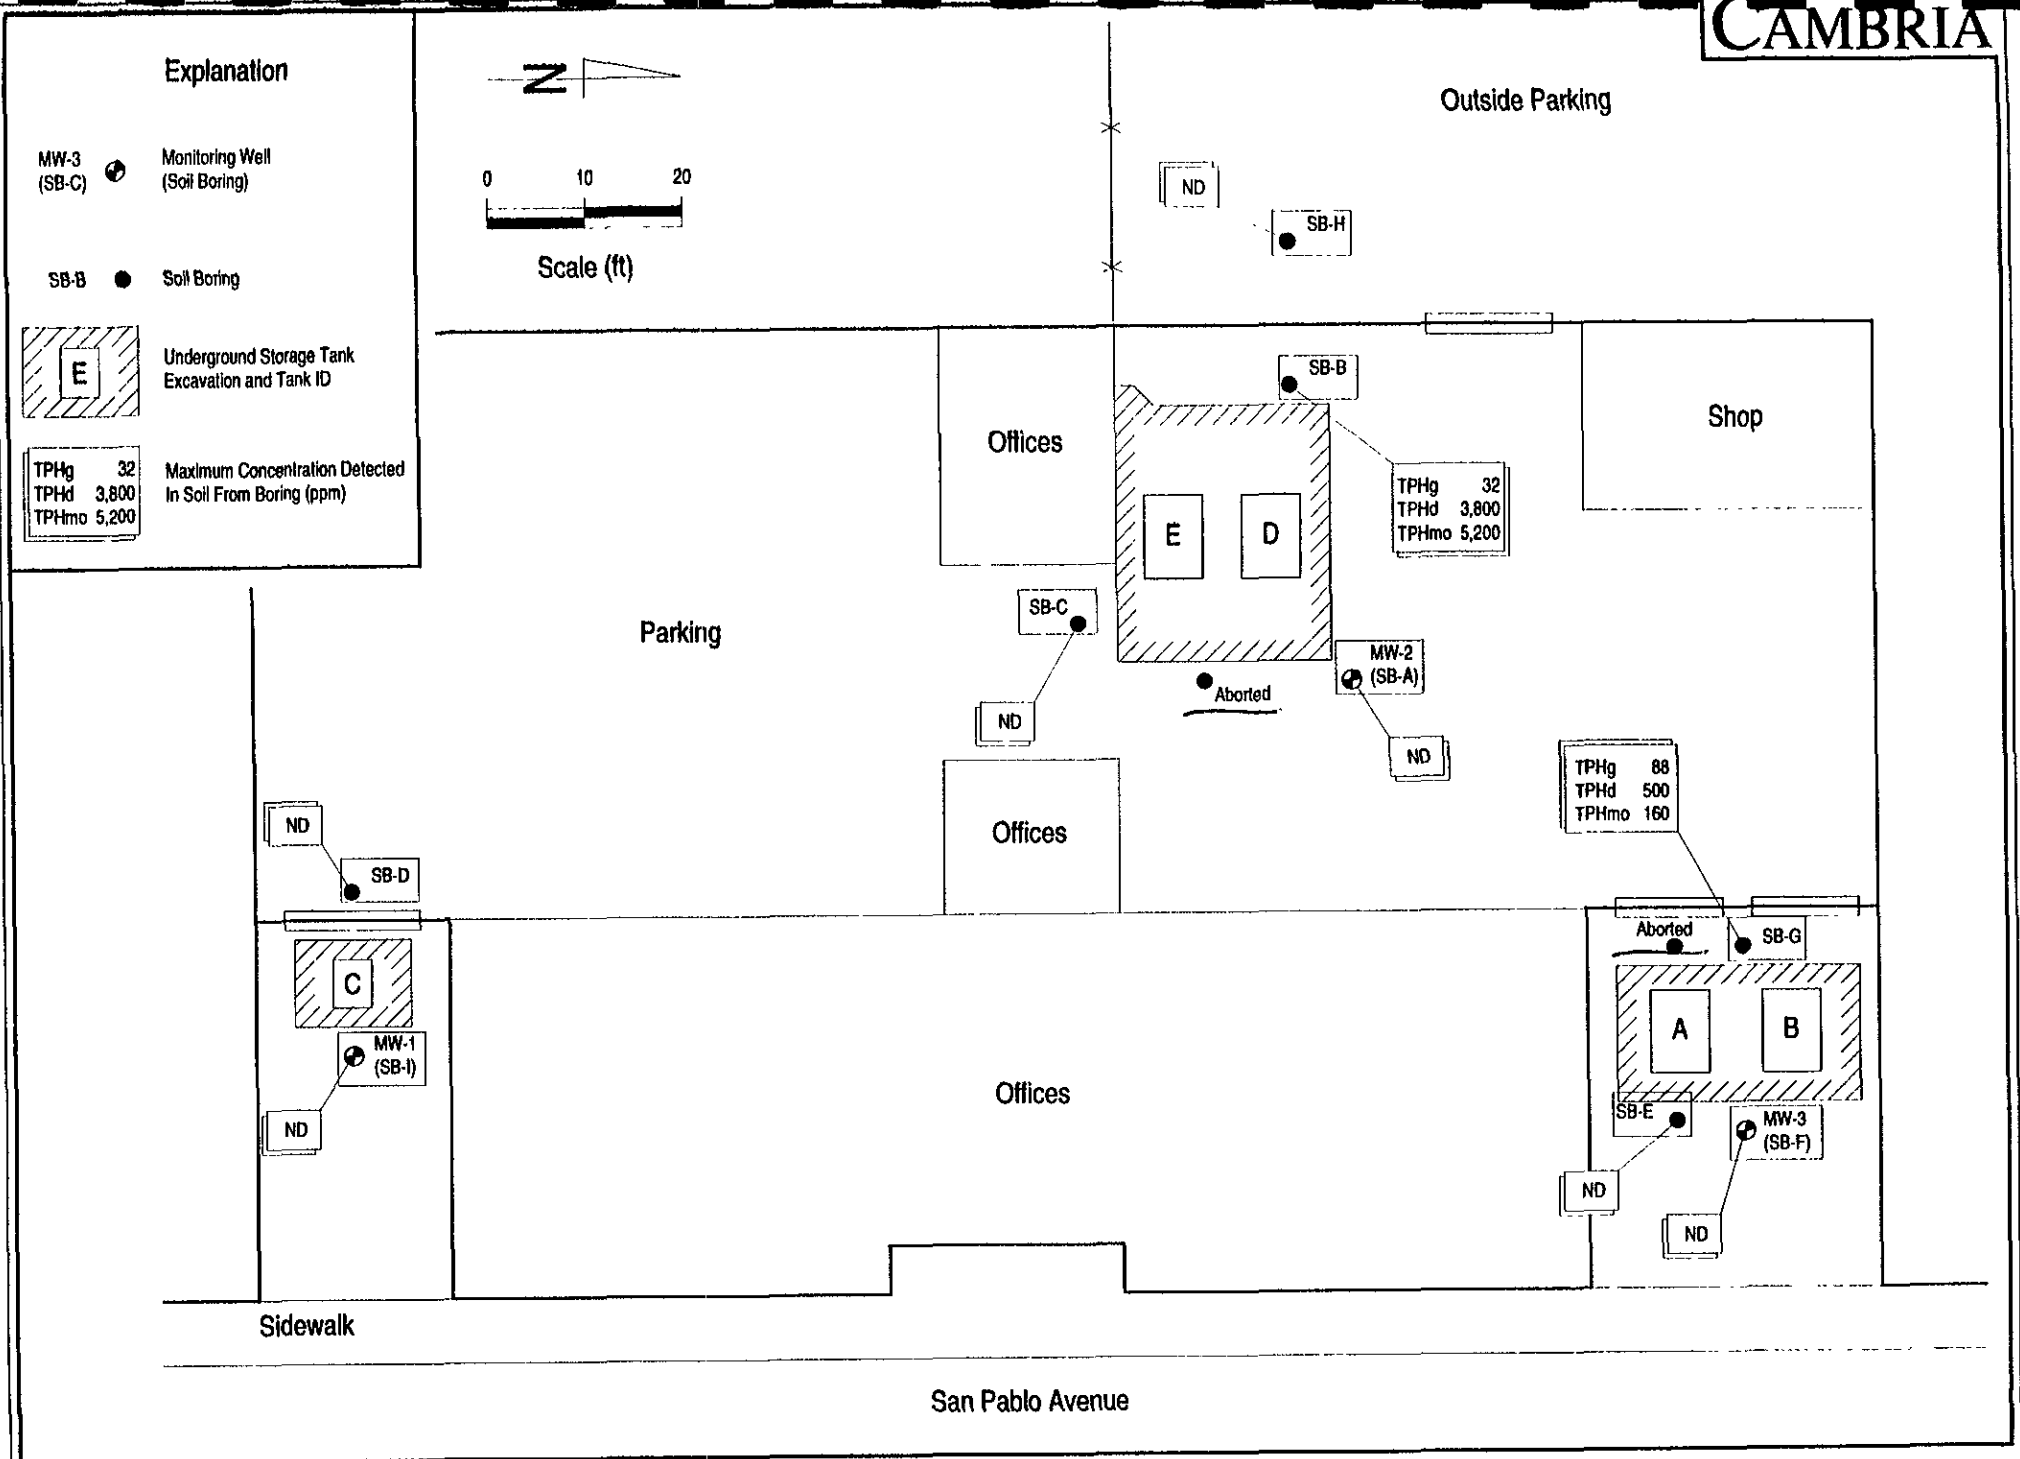 CAMBRIA
Explanation
MW-3
(SB-C)
Monitoring Well
(Soil Boring)
SB-B
Soil Boring
E
Underground Storage Tank
Excavation and Tank ID
TPHg 32
TPHd 3,800
TPHmo 5,200
Maximum Concentration Detected
In Soil From Boring (ppm)
N
0 10 20
Scale (ft)
Outside Parking
ND
SB-H
SB-B
Offices
Shop
TPHg 32
TPHd 3,800
TPHmo 5,200
E
D
SB-C
Parking
MW-2
(SB-A)
Aborted
ND
ND
TPHg 88
TPHd 500
TPHmo 160
ND
Offices
SB-D
Aborted
SB-G
C
A
B
MW-1
(SB-I)
Offices
SB-E
MW-3
(SB-F)
ND
ND
ND
Sidewalk
San Pablo Avenue